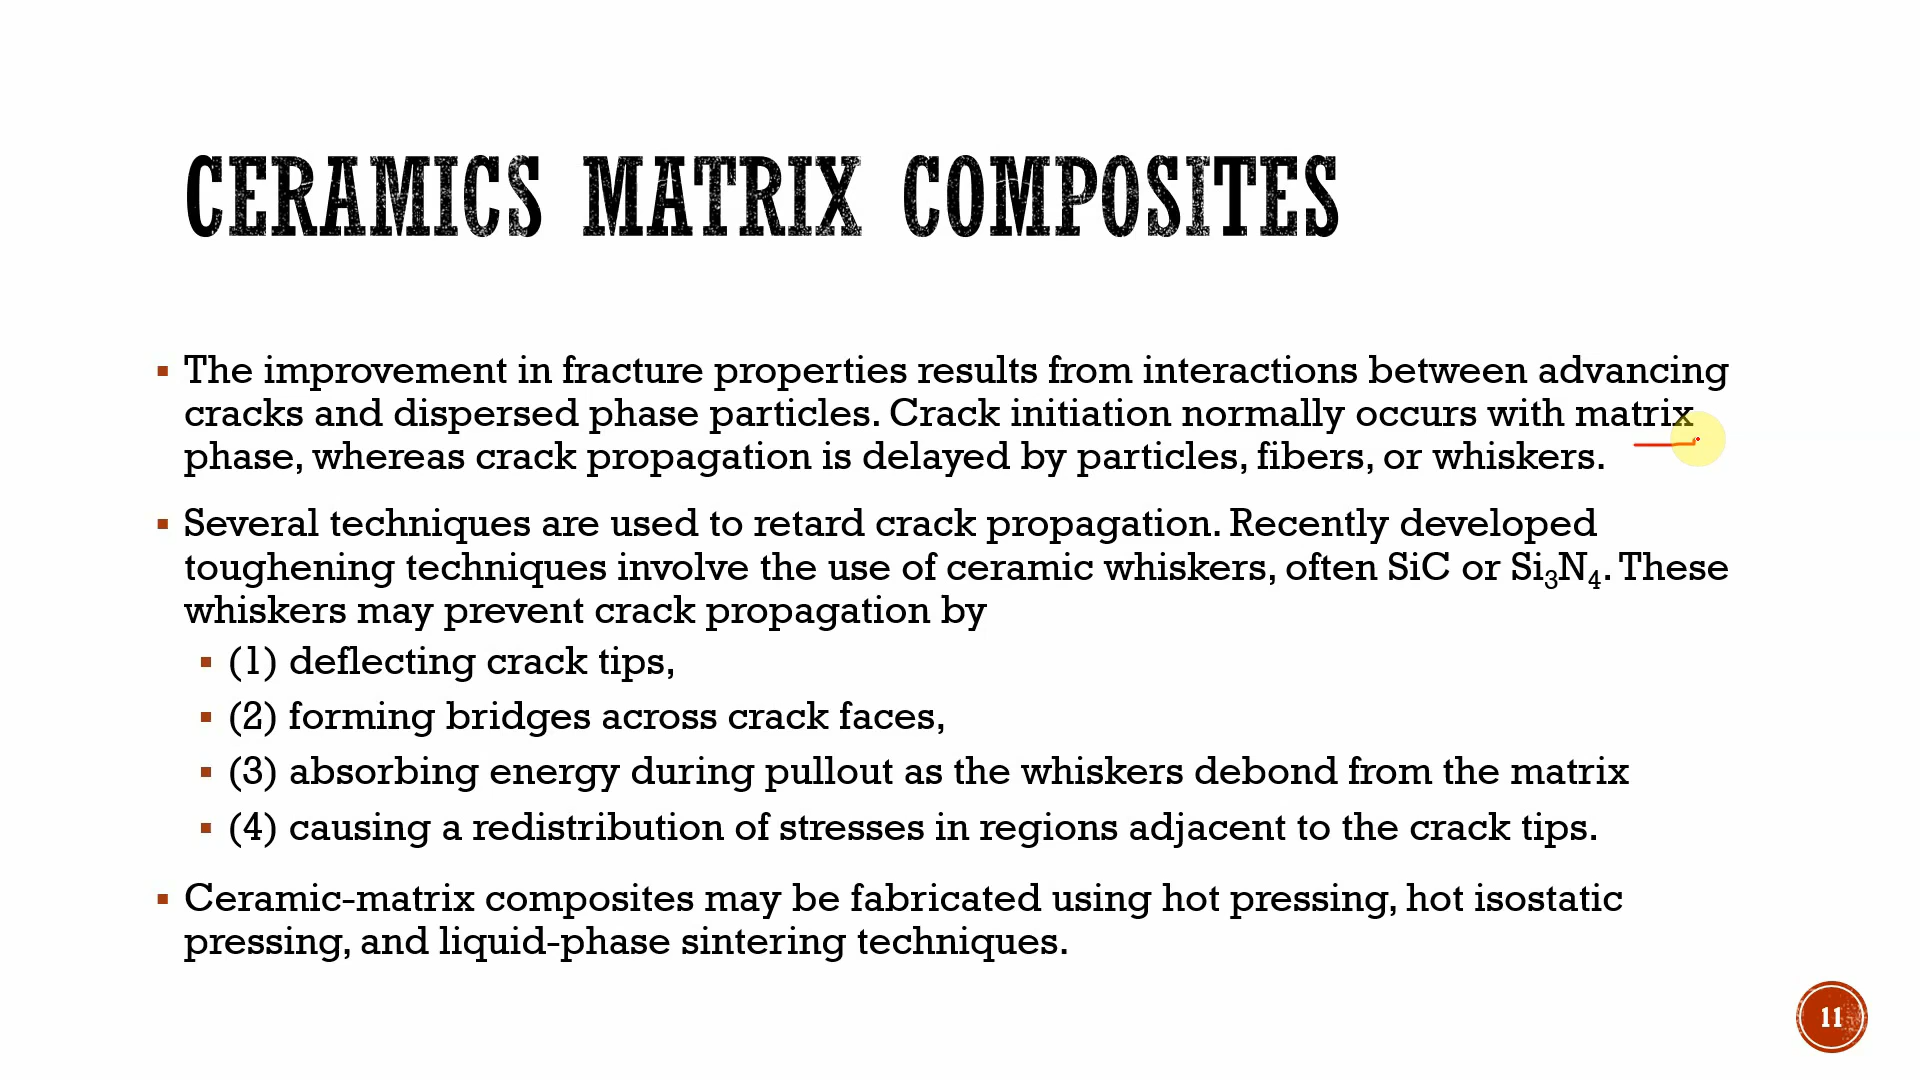 CERAMICS MATRIX COMPOSITES
▪ The improvement in fracture properties results from interactions between advancing
cracks and dispersed phase particles. Crack initiation normally occurs with matrix
phase, whereas crack propagation is delayed by particles, fibers, or whiskers.
▪ Several techniques are used to retard crack propagation. Recently developed
toughening techniques involve the use of ceramic whiskers, often SiC or Si₃N₄. These
whiskers may prevent crack propagation by
▪ (1) deflecting crack tips,
▪ (2) forming bridges across crack faces,
▪ (3) absorbing energy during pullout as the whiskers debond from the matrix
▪ (4) causing a redistribution of stresses in regions adjacent to the crack tips.
▪ Ceramic-matrix composites may be fabricated using hot pressing, hot isostatic
pressing, and liquid-phase sintering techniques.
11